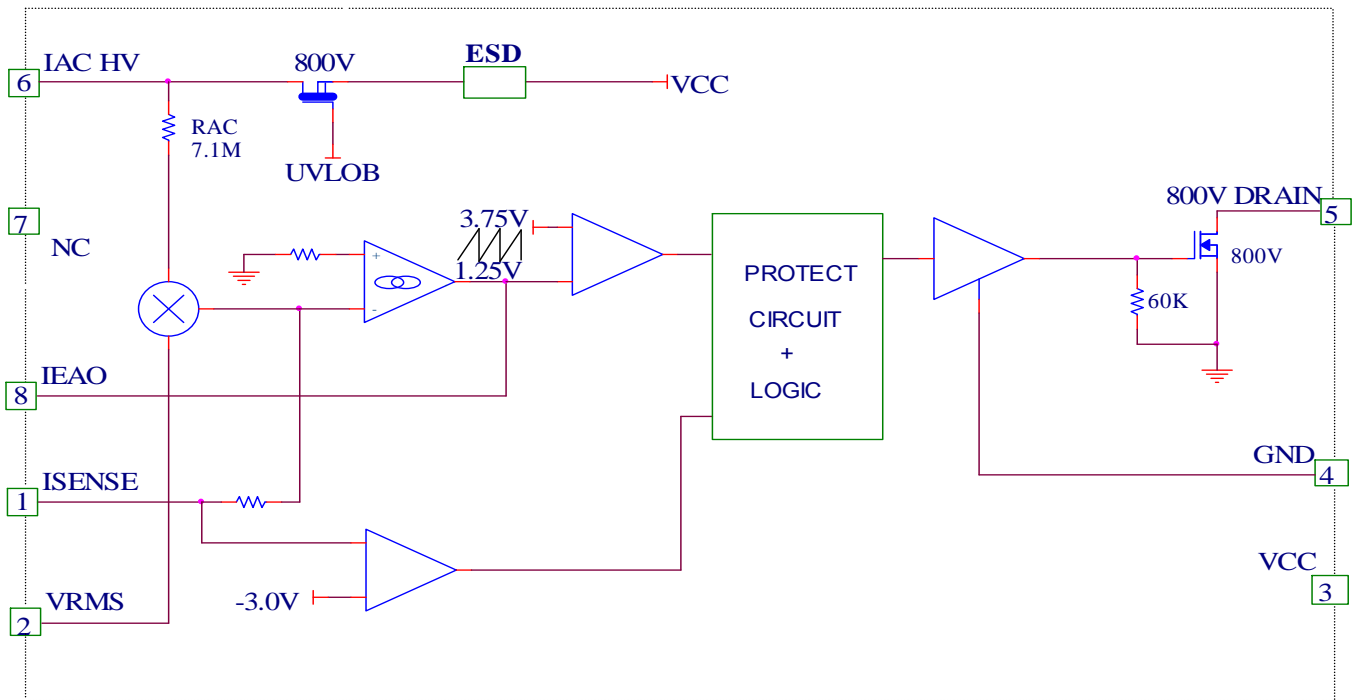 IAC HV
6
800V
ESD
VCC
RAC
7.1M
UVLOB
7
NC
3.75V
1.25V
+
-
PROTECT
CIRCUIT
+
LOGIC
800V DRAIN
5
800V
60K
IEAO
8
ISENSE
1
GND
4
-3.0V
VRMS
2
VCC
3